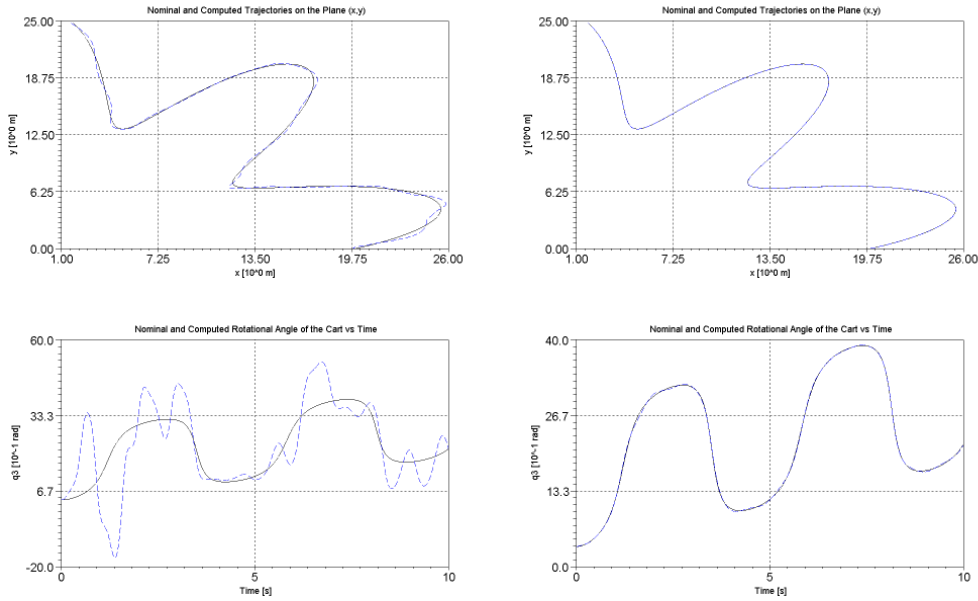 Nominal and Computed Trajectories on the Plane (x,y)
25.00
18.75
12.50
6.25
0.00
y [10^0 m]
1.00 7.25 13.50 19.75 26.00
x [10^0 m]
Nominal and Computed Trajectories on the Plane (x,y)
25.00
18.75
12.50
6.25
0.00
y [10^0 m]
1.00 7.25 13.50 19.75 26.00
x [10^0 m]
Nominal and Computed Rotational Angle of the Cart vs Time
60.0
33.3
6.7
-20.0
q3 [10^-1 rad]
0 5 10
Time [s]
Nominal and Computed Rotational Angle of the Cart vs Time
40.0
26.7
13.3
0.0
q3 [10^-1 rad]
0 5 10
Time [s]